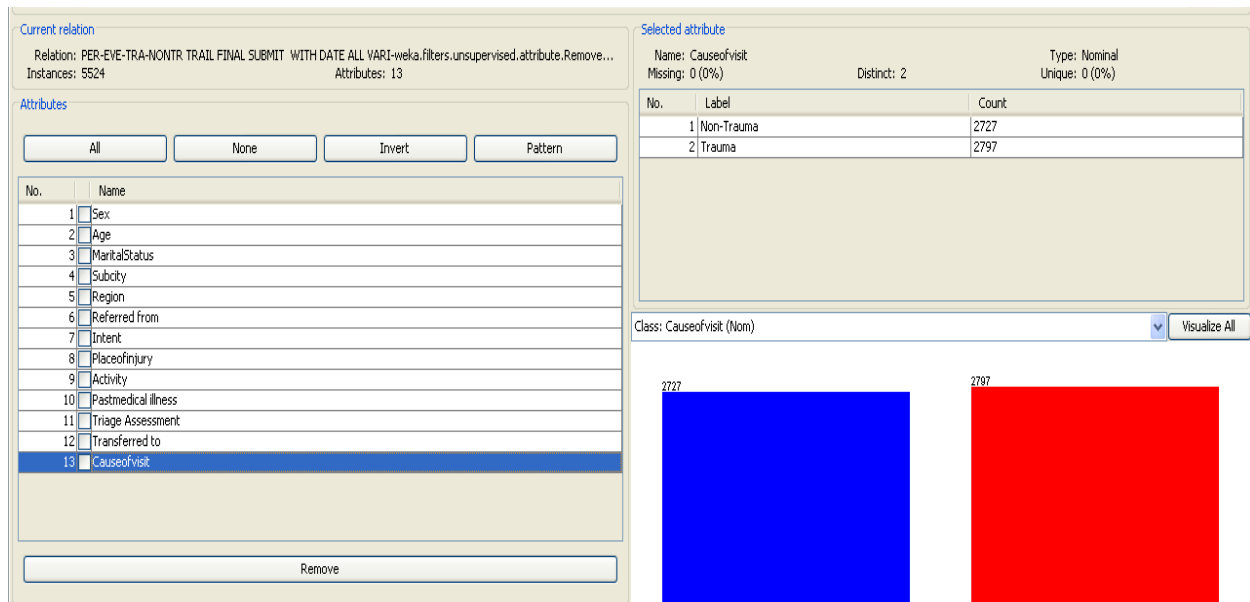 Current relation
Relation: PER-EVE-TRA-NONTR TRAIL FINAL SUBMIT WITH DATE ALL VARI-weka.filters.unsupervised.attribute.Remove...
Instances: 5524 Attributes: 13
Attributes
All None Invert Pattern
No. Name
1 Sex
2 Age
3 MaritalStatus
4 Subcity
5 Region
6 Referred from
7 Intent
8 Placeofinjury
9 Activity
10 Pastmedical illness
11 Triage Assessment
12 Transferred to
13 Causeofvisit
Remove
Selected attribute
Name: Causeofvisit Type: Nominal
Missing: 0 (0%) Distinct: 2 Unique: 0 (0%)
No. Label Count
1 Non-Trauma 2727
2 Trauma 2797
Class: Causeofvisit (Nom) Visualize All
2727 2797